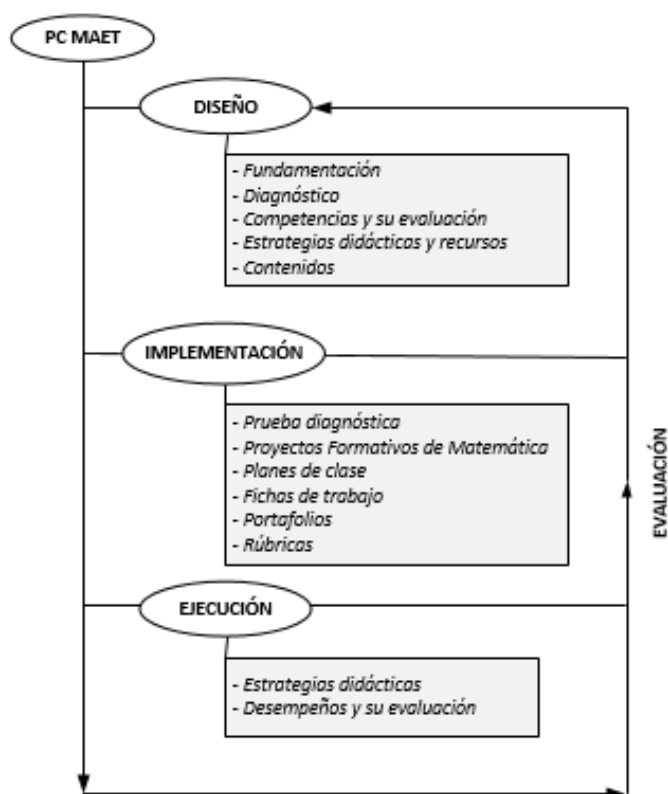 PC MAET
DISEÑO
- Fundamentación
- Diagnóstico
- Competencias y su evaluación
- Estrategias didácticas y recursos
- Contenidos
IMPLEMENTACIÓN
- Prueba diagnóstica
- Proyectos Formativos de Matemática
- Planes de clase
- Fichas de trabajo
- Portafolios
- Rúbricas
EVALUACIÓN
EJECUCIÓN
- Estrategias didácticas
- Desempeños y su evaluación